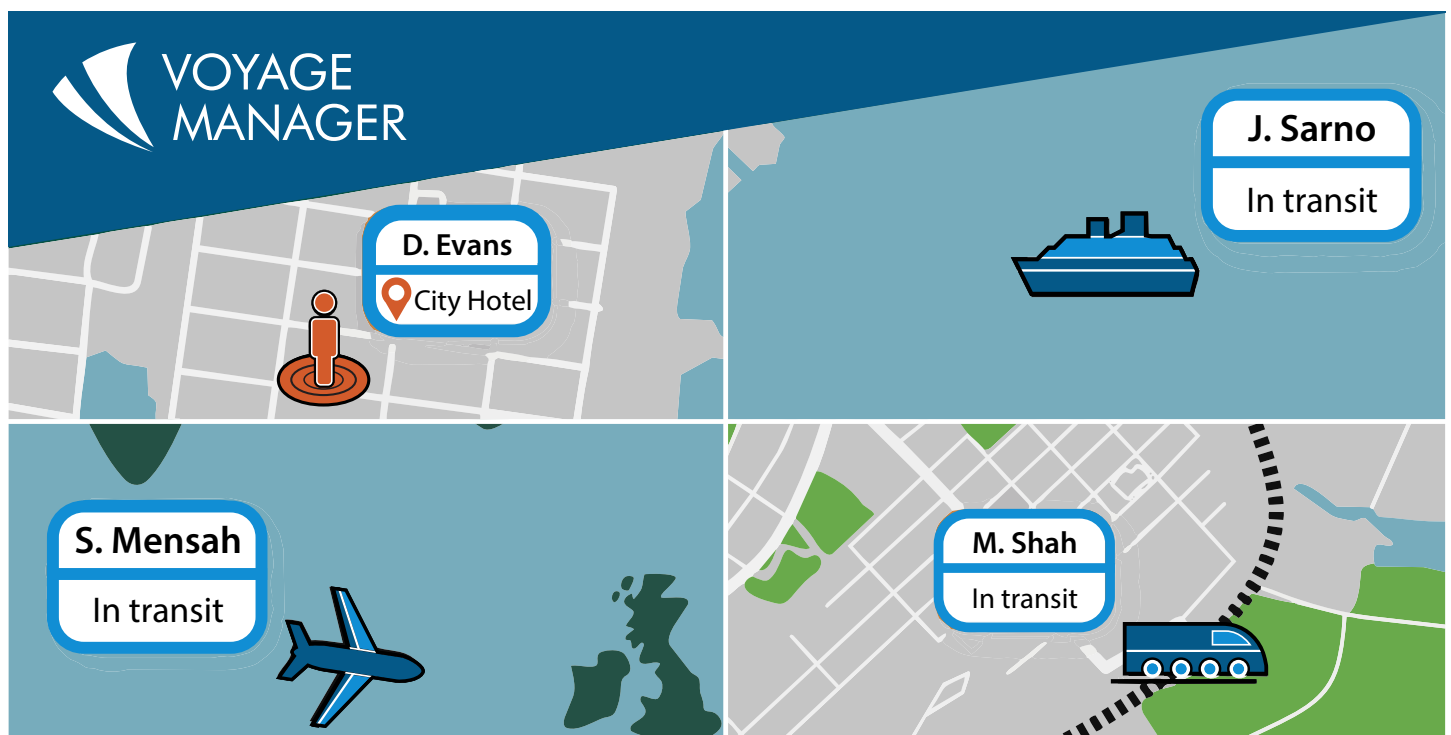 VOYAGE
MANAGER
J. Sarno
In transit
D. Evans
City Hotel
S. Mensah
In transit
M. Shah
In transit